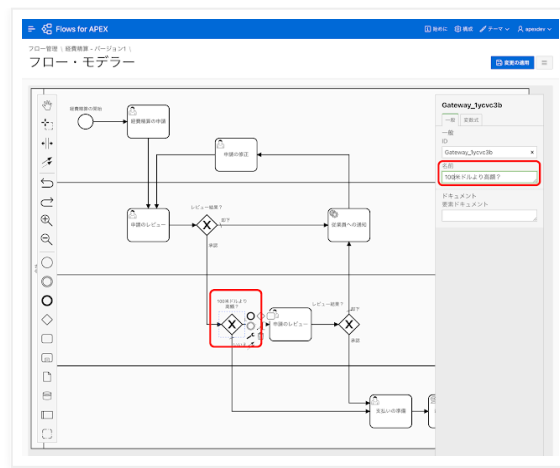 Flows for APEX
始めに
構成
テーマ
apexdev
フロー管理 \ 経費精算 - バージョン1 \
フロー・モデラー
変更の適用
経費精算の開始
経費精算の申請
申請の修正
申請のレビュー
レビュー結果?
却下
承認
従業員への通知
100米ドルより
高額?
申請のレビュー
レビュー結果?
却下
承認
支払いの準備
Gateway_1ycvc3b
一般
変数式
一般
ID
Gateway_1ycvc3b
名前
100米ドルより高額?
ドキュメント
要素ドキュメント